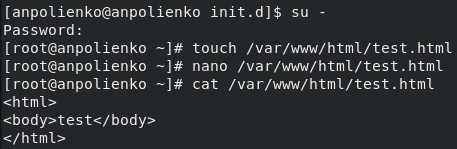 [anpolienko@anpolienko init.d]$ su -
Password:
[root@anpolienko ~]# touch /var/www/html/test.html
[root@anpolienko ~]# nano /var/www/html/test.html
[root@anpolienko ~]# cat /var/www/html/test.html
<html>
<body>test</body>
</html>